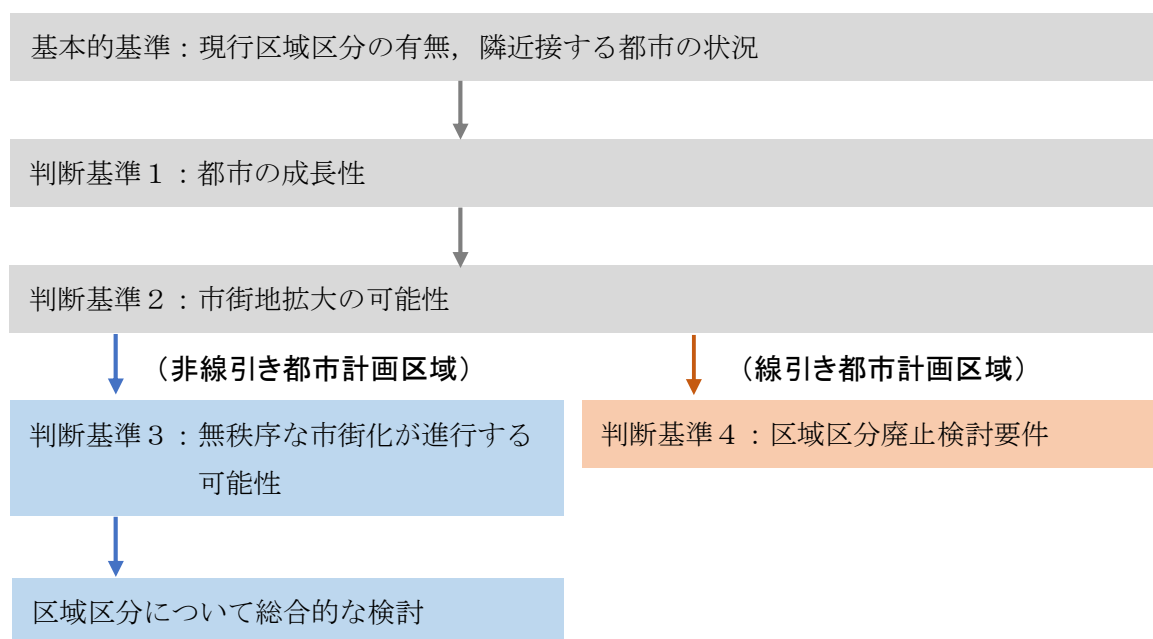 基本的基準：現行区域区分の有無，隣近接する都市の状況
判断基準１：都市の成長性
判断基準２：市街地拡大の可能性
（非線引き都市計画区域）
（線引き都市計画区域）
判断基準３：無秩序な市街化が進行する
可能性
判断基準４：区域区分廃止検討要件
区域区分について総合的な検討